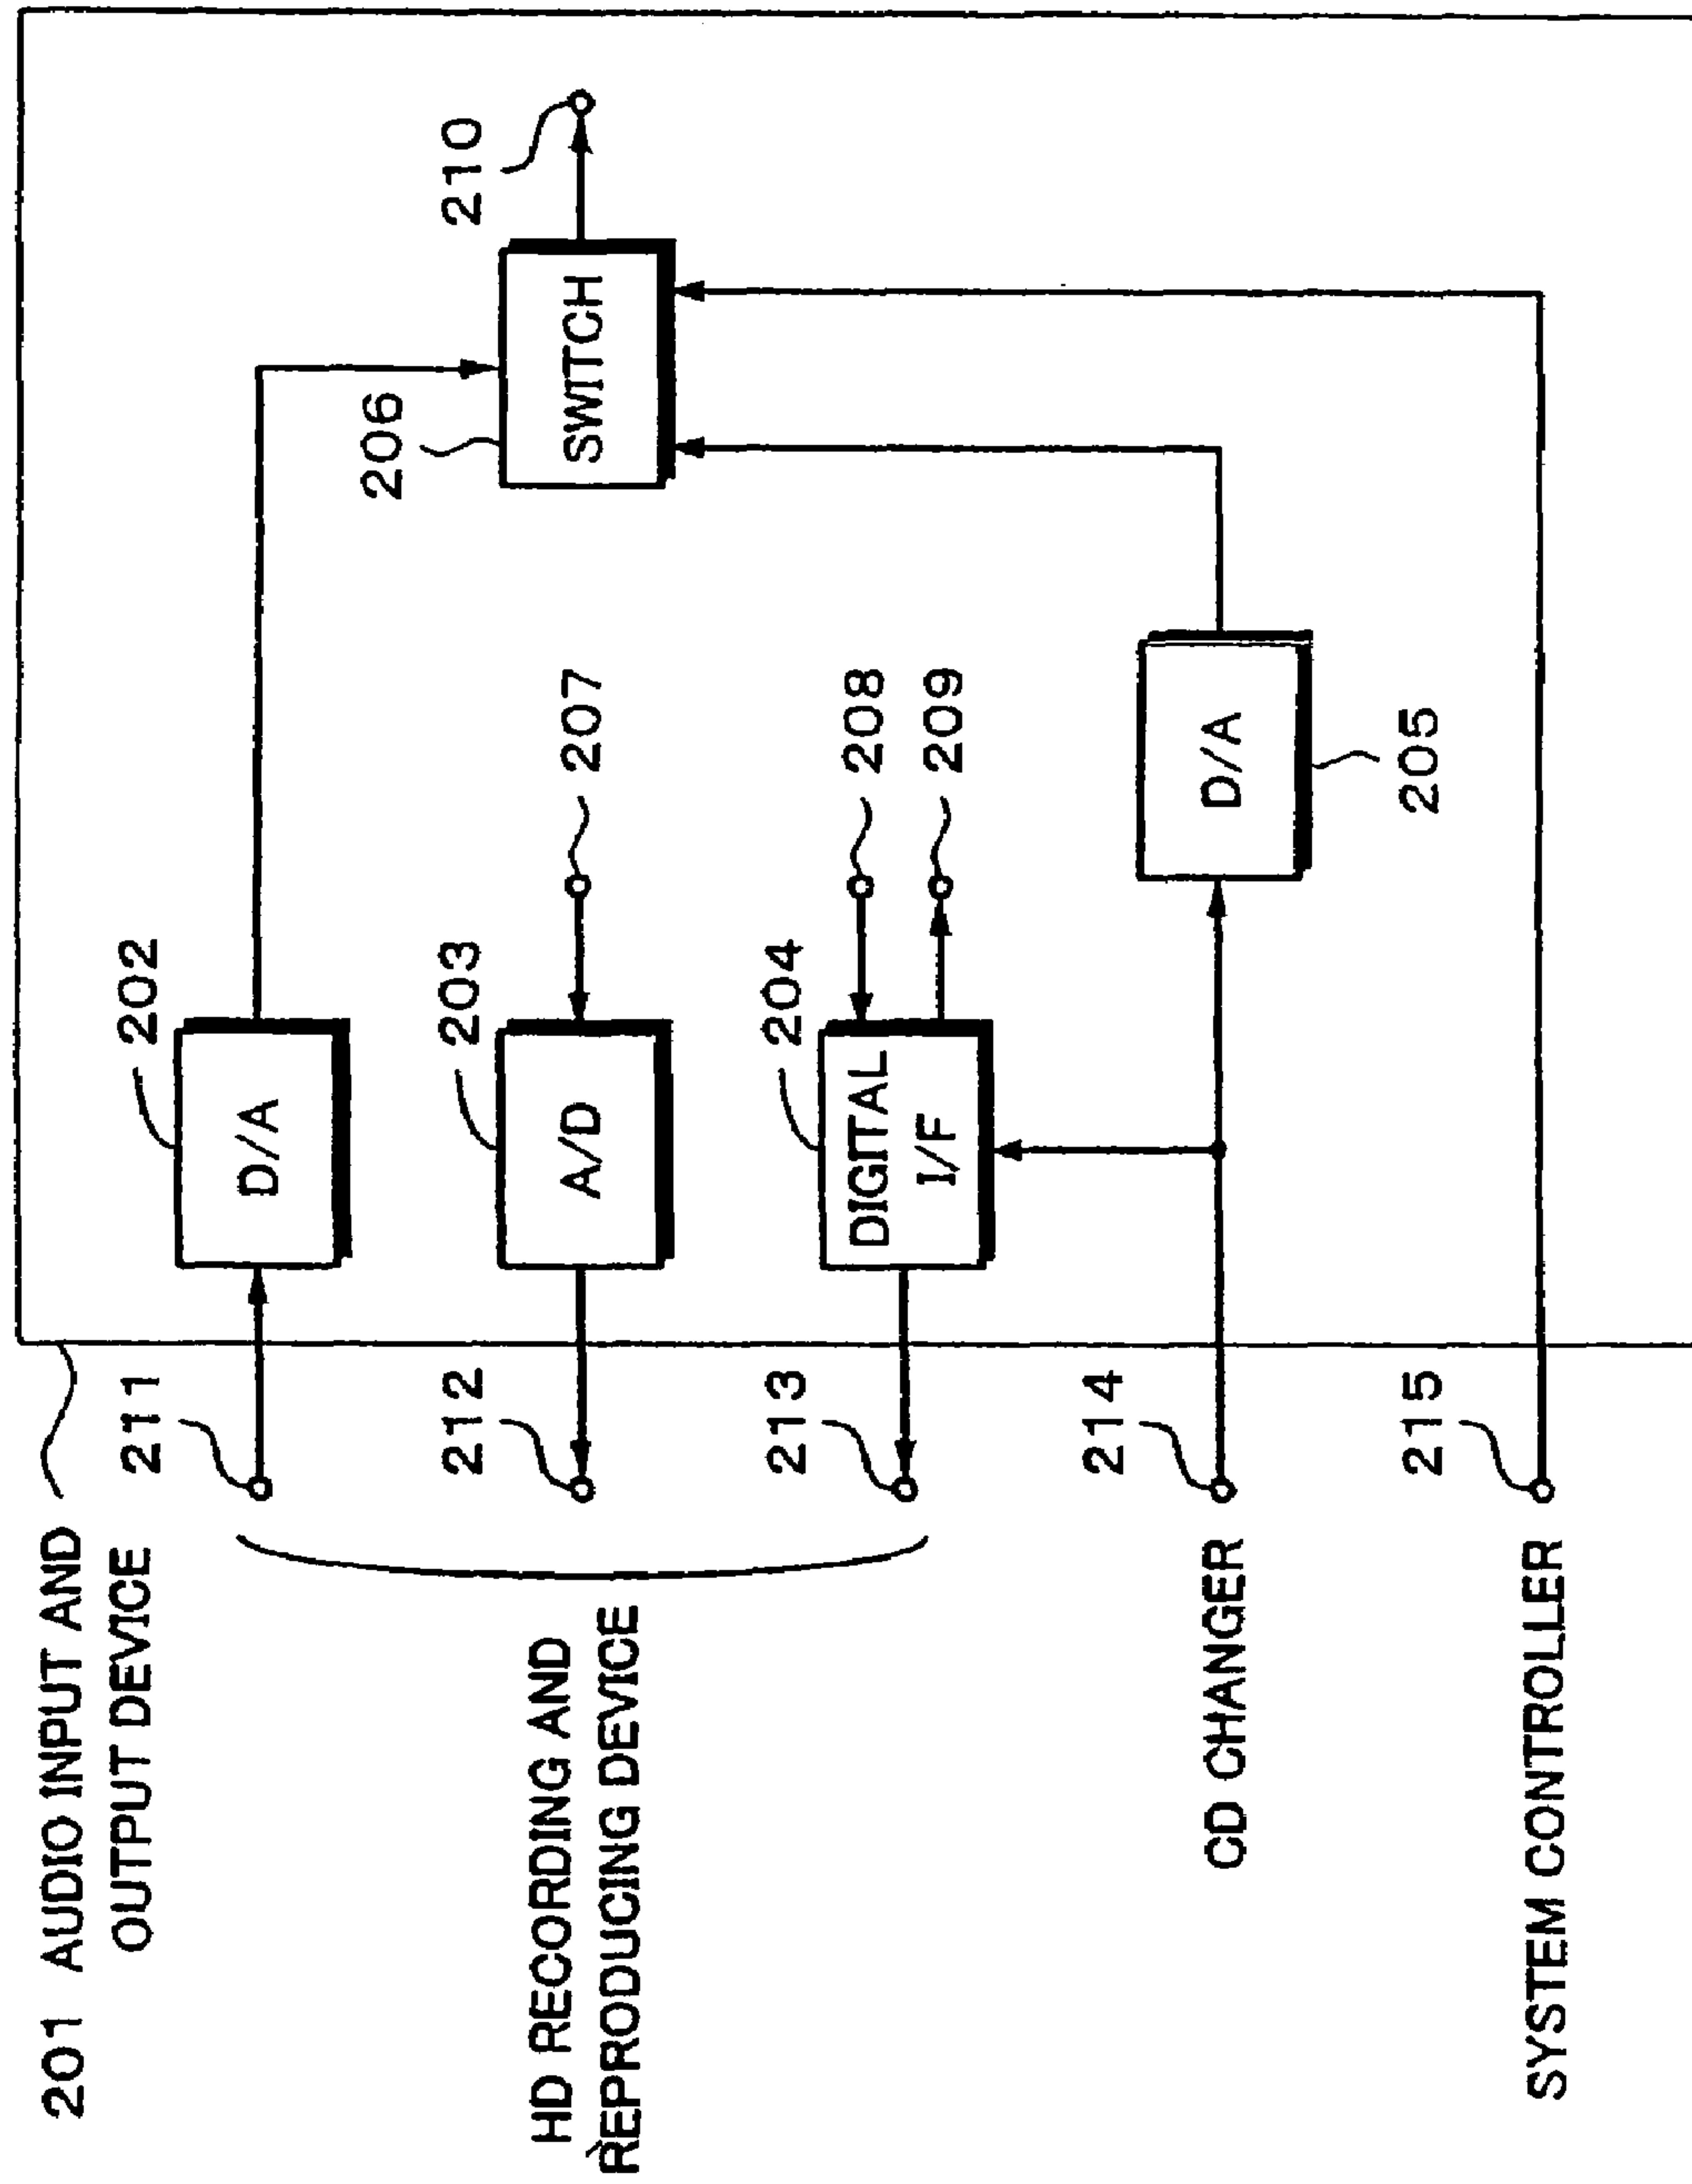 201 AUDIO INPUT AND
OUTPUT DEVICE
211
202
D/A
206
SWITCH
210
HD RECORDING AND
REPRODUCING DEVICE
212
203
A/D
207
213
204
DIGITAL
I/F
208
209
CD CHANGER
214
D/A
205
SYSTEM CONTROLLER
215